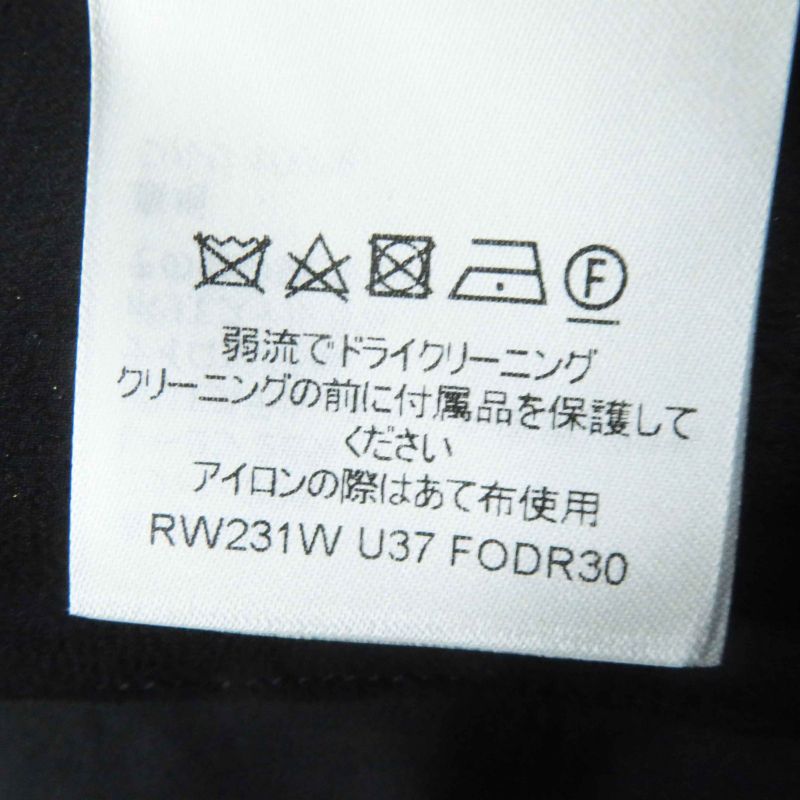 F
弱流でドライクリーニング
クリーニングの前に付属品を保護して
ください
アイロンの際はあて布使用
RW231W U37 FODR30